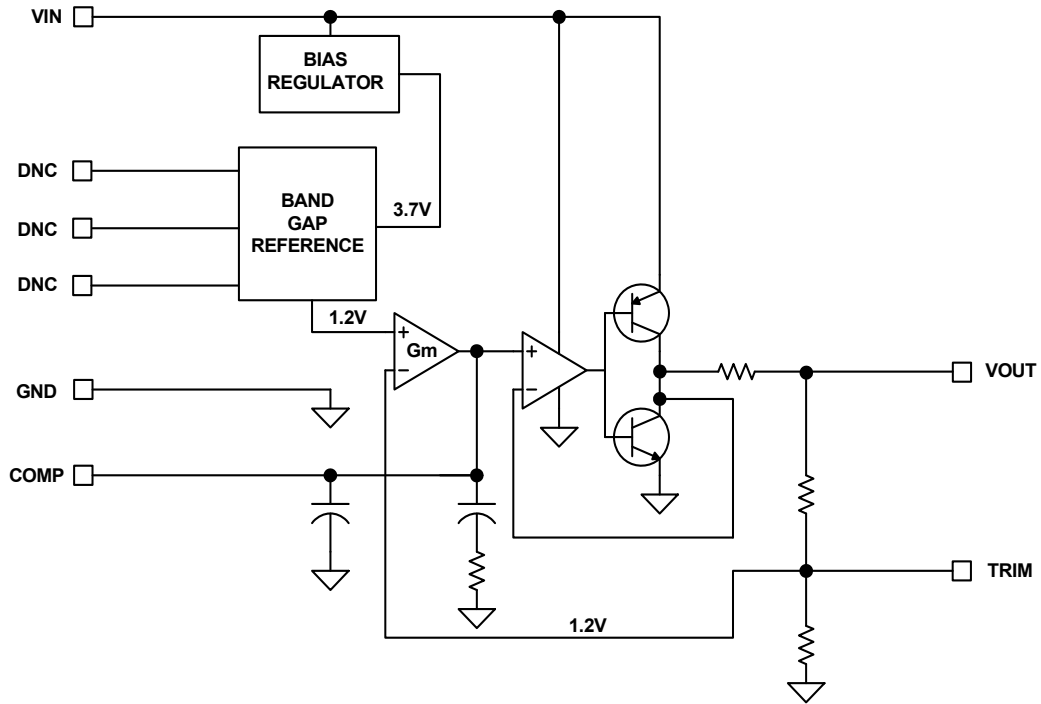 VIN
BIAS
REGULATOR
DNC
DNC
DNC
BAND
GAP
REFERENCE
3.7V
1.2V
+
Gm
−
+
−
VOUT
GND
COMP
TRIM
1.2V